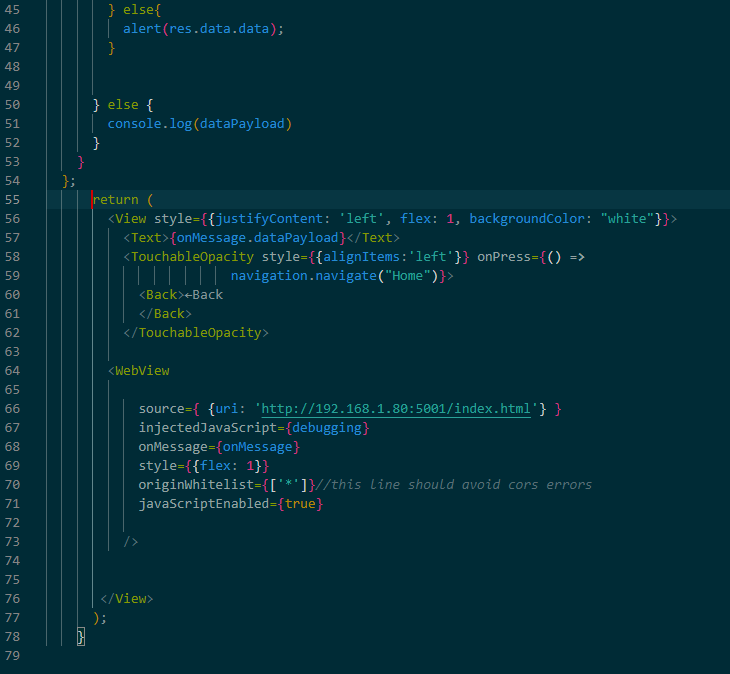 45 } else{
46 alert(res.data.data);
47 }
48
49
50 } else {
51 console.log(dataPayload)
52 }
53 }
54 };
55 return (
56 <View style={{justifyContent: 'left', flex: 1, backgroundColor: "white"}}>
57 <Text>{onMessage.dataPayload}</Text>
58 <TouchableOpacity style={{alignItems:'left'}} onPress={() =>
59 navigation.navigate("Home")}>
60 <Back>←Back
61 </Back>
62 </TouchableOpacity>
63
64 <WebView
65
66 source={ {uri: 'http://192.168.1.80:5001/index.html'} }
67 injectedJavaScript={debugging}
68 onMessage={onMessage}
69 style={{flex: 1}}
70 originWhitelist={['*']}//this line should avoid cors errors
71 javaScriptEnabled={true}
72
73 />
74
75
76 </View>
77 );
78 }
79